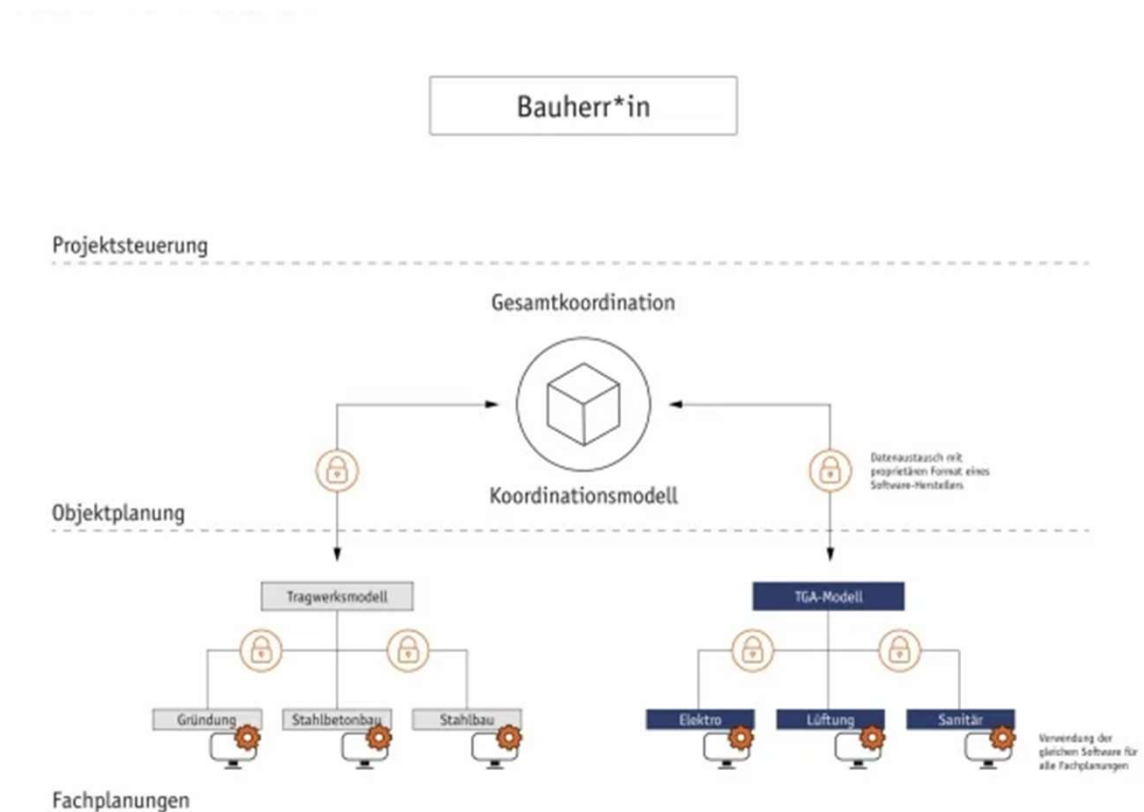 Bauherr*in
Projektsteuerung
Gesamtkoordination
Datenaustausch mit
proprietären Format eines
Software-Herstellers
Koordinationsmodell
Objektplanung
Tragwerksmodell
TGA-Modell
Gründung
Stahlbetonbau
Stahlbau
Elektro
Lüftung
Sanitär
Verwendung der
gleichen Software für
alle Fachplanungen
Fachplanungen